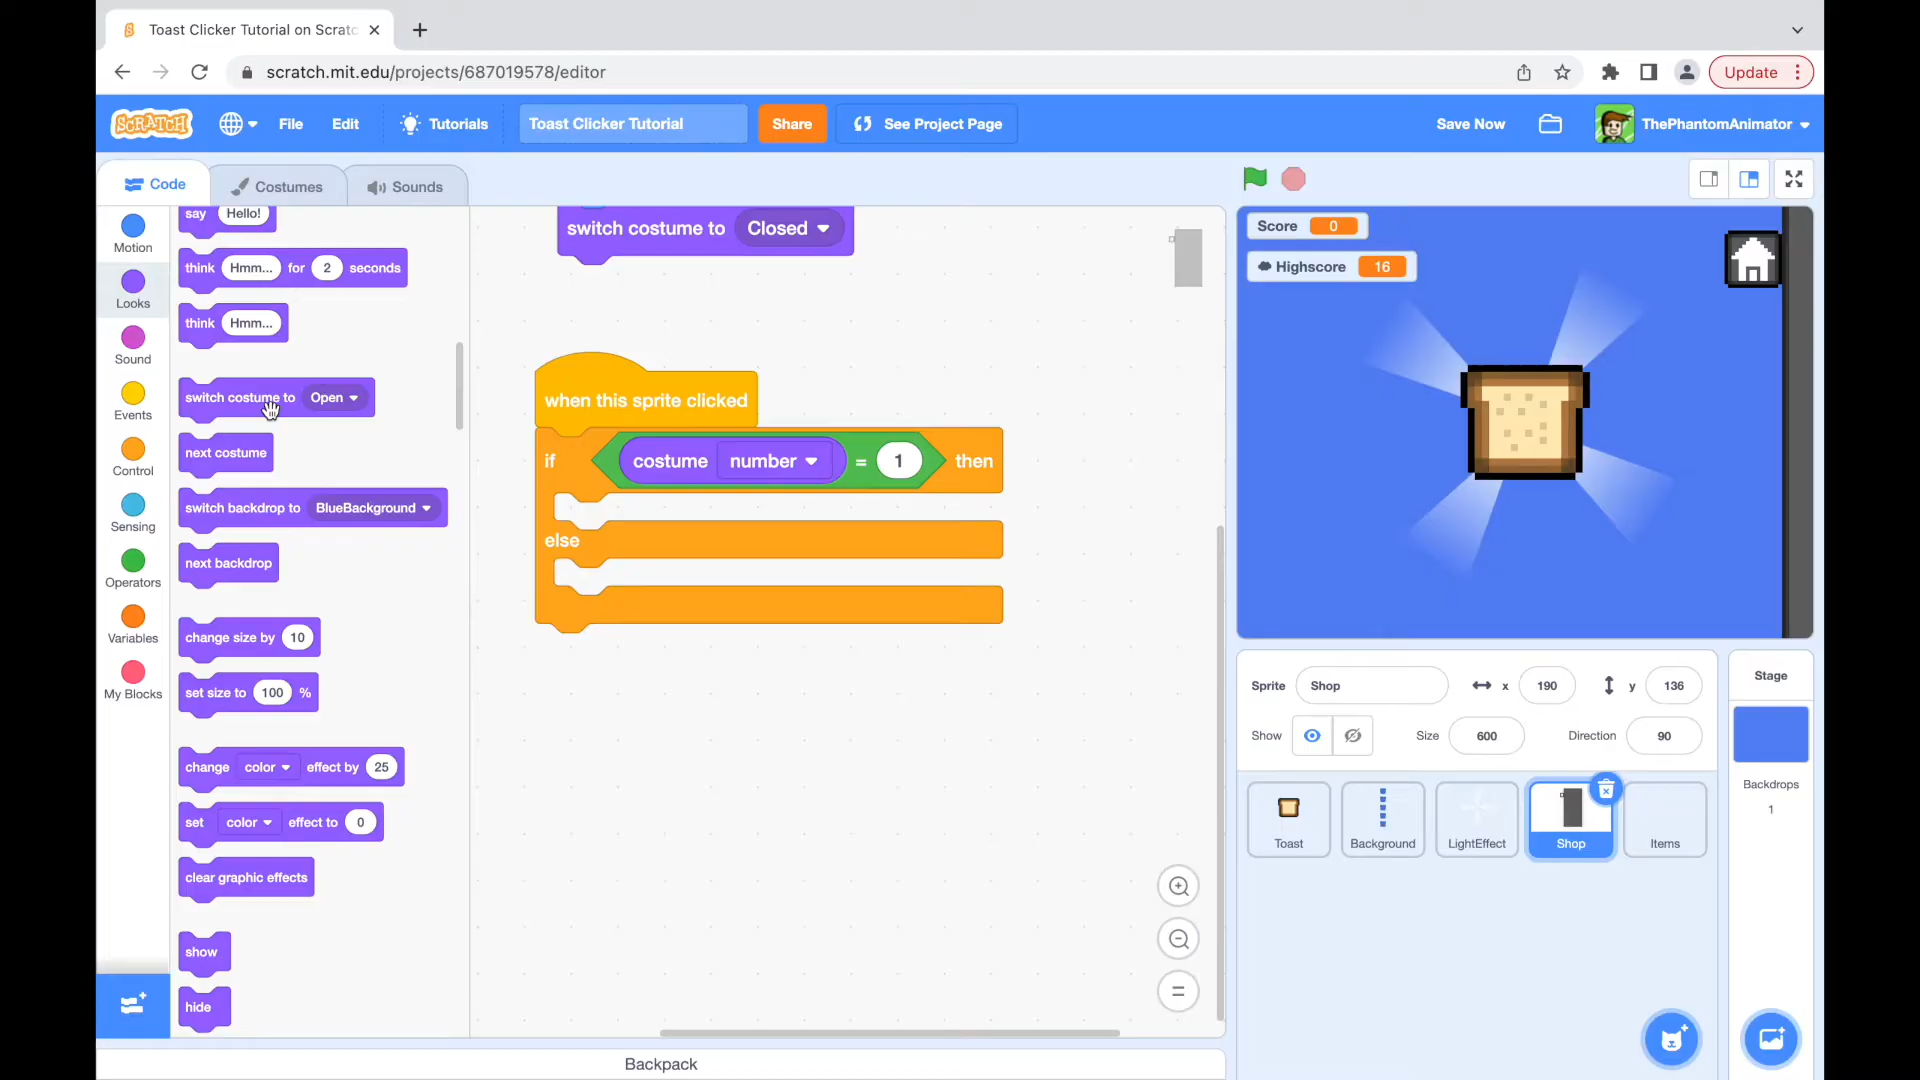 Toast Clicker Tutorial on Scratc
scratch.mit.edu/projects/687019578/editor
Update
SCRATCH
File
Edit
Tutorials
Toast Clicker Tutorial
Share
See Project Page
Save Now
ThePhantomAnimator
Code
Costumes
Sounds
Motion
Looks
Sound
Events
Control
Sensing
Operators
Variables
My Blocks
say Hello!
think Hmm... for 2 seconds
think Hmm...
switch costume to Open
next costume
switch backdrop to BlueBackground
next backdrop
change size by 10
set size to 100 %
change color effect by 25
set color effect to 0
clear graphic effects
show
hide
switch costume to Closed
when this sprite clicked
if costume number = 1 then
else
Score 0
Highscore 16
Sprite Shop x 190 y 136
Show Size 600 Direction 90
Toast
Background
LightEffect
Shop
Items
Stage
Backdrops
1
Backpack